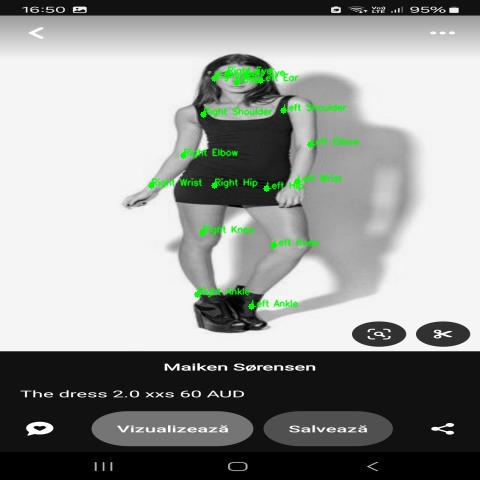 16:50
Vo))
LTE
95%
Left Ear
Right Shoulder
Left Shoulder
Left Elbow
Right Elbow
Right Wrist
Right Hip
Left Hip
Left Wrist
Right Knee
Left Knee
Right Ankle
Left Ankle
Maiken Sørensen
The dress 2.0 xxs 60 AUD
Vizualizează
Salvează